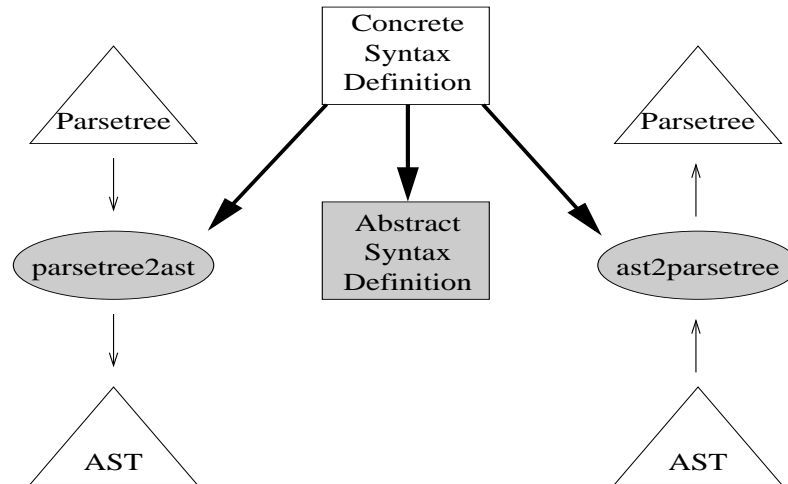 Concrete
Syntax
Definition
Parsetree
Parsetree
parsetree2ast
Abstract
Syntax
Definition
ast2parsetree
AST
AST